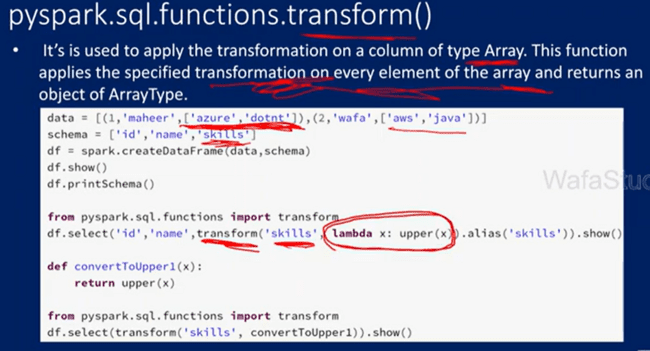 pyspark.sql.functions.transform()
• It's is used to apply the transformation on a column of type Array. This function
applies the specified transformation on every element of the array and returns an
object of ArrayType.
data = [(1,'maheer',['azure','dotnt']),(2,'wafa',['aws','java'])]
schema = ['id','name','skills']
df = spark.createDataFrame(data,schema)
df.show()
df.printSchema()
WafaStud
from pyspark.sql.functions import transform
df.select('id','name',transform('skills', lambda x: upper(x)).alias('skills')).show()
def convertToUpper1(x):
    return upper(x)
from pyspark.sql.functions import transform
df.select(transform('skills', convertToUpper1)).show()